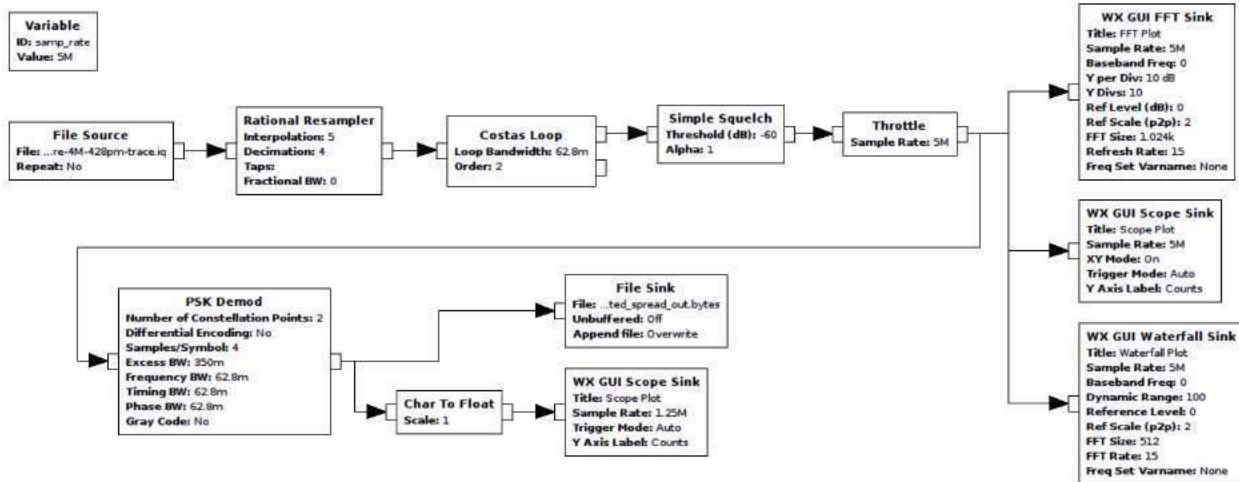 Variable
ID: samp_rate
Value: 5M
File Source
File: ...re-4M-428pm-trace.iq
Repeat: No
Rational Resampler
Interpolation: 5
Decimation: 4
Taps:
Fractional BW: 0
Costas Loop
Loop Bandwidth: 62.8m
Order: 2
Simple Squelch
Threshold (dB): -60
Alpha: 1
Throttle
Sample Rate: 5M
WX GUI FFT Sink
Title: FFT Plot
Sample Rate: 5M
Baseband Freq: 0
Y per Div: 10 dB
Y Divs: 10
Ref Level (dB): 0
Ref Scale (p2p): 2
FFT Size: 1.024k
Refresh Rate: 15
Freq Set Varname: None
WX GUI Scope Sink
Title: Scope Plot
Sample Rate: 5M
XY Mode: On
Trigger Mode: Auto
Y Axis Label: Counts
PSK Demod
Number of Constellation Points: 2
Differential Encoding: No
Samples/Symbol: 4
Excess BW: 350m
Frequency BW: 62.8m
Timing BW: 62.8m
Phase BW: 62.8m
Gray Code: No
File Sink
File: ...ted_spread_out.bytes
Unbuffered: Off
Append file: Overwrite
Char To Float
Scale: 1
WX GUI Scope Sink
Title: Scope Plot
Sample Rate: 1.25M
Trigger Mode: Auto
Y Axis Label: Counts
WX GUI Waterfall Sink
Title: Waterfall Plot
Sample Rate: 5M
Baseband Freq: 0
Dynamic Range: 100
Reference Level: 0
Ref Scale (p2p): 2
FFT Size: 512
FFT Rate: 15
Freq Set Varname: None